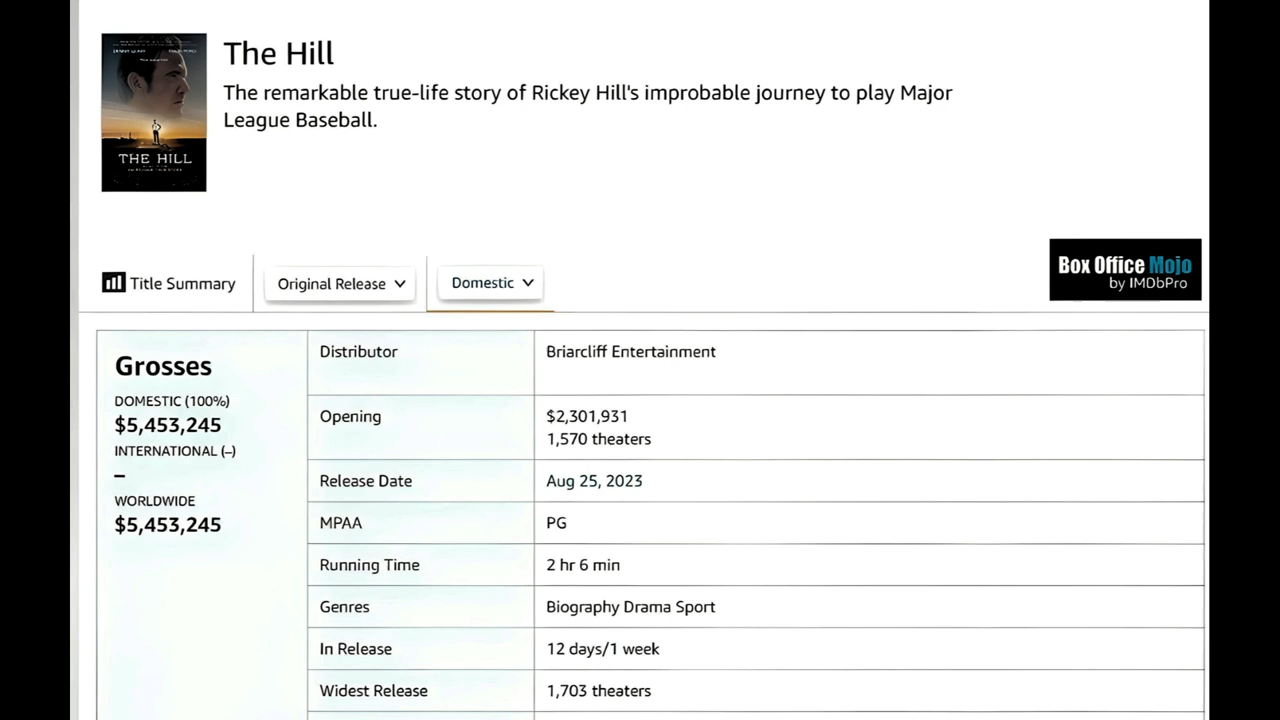 The Hill
The remarkable true-life story of Rickey Hill's improbable journey to play Major
League Baseball.
THE HILL
Title Summary
Original Release
Domestic
Box Office Mojo
by IMDbPro
Grosses
DOMESTIC (100%)
$5,453,245
INTERNATIONAL (–)
–
WORLDWIDE
$5,453,245
Distributor
Briarcliff Entertainment
Opening
$2,301,931
1,570 theaters
Release Date
Aug 25, 2023
MPAA
PG
Running Time
2 hr 6 min
Genres
Biography Drama Sport
In Release
12 days/1 week
Widest Release
1,703 theaters